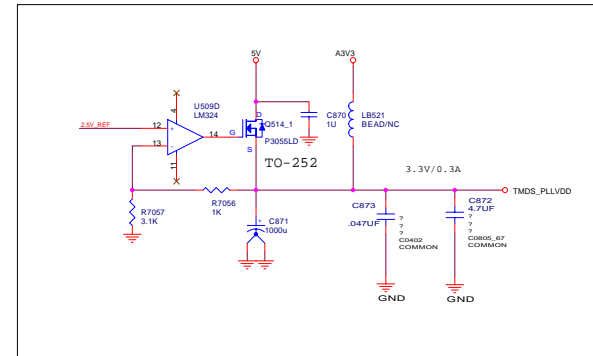 5V
A3V3
4
U509D
LM324
C870
1U
LB521
BEAD/NC
2.5V_REF
12
+
14
G
D
Q514_1
13
-
P3055LD
11
S
TO-252
3.3V/0.3A
TMDS_PLLVDD
R7056
1K
R7057
3.1K
+
C871
1000u
C873
.047UF
?
?
?
C0402
COMMON
C872
4.7UF
?
?
?
C0805_67
COMMON
GND
GND